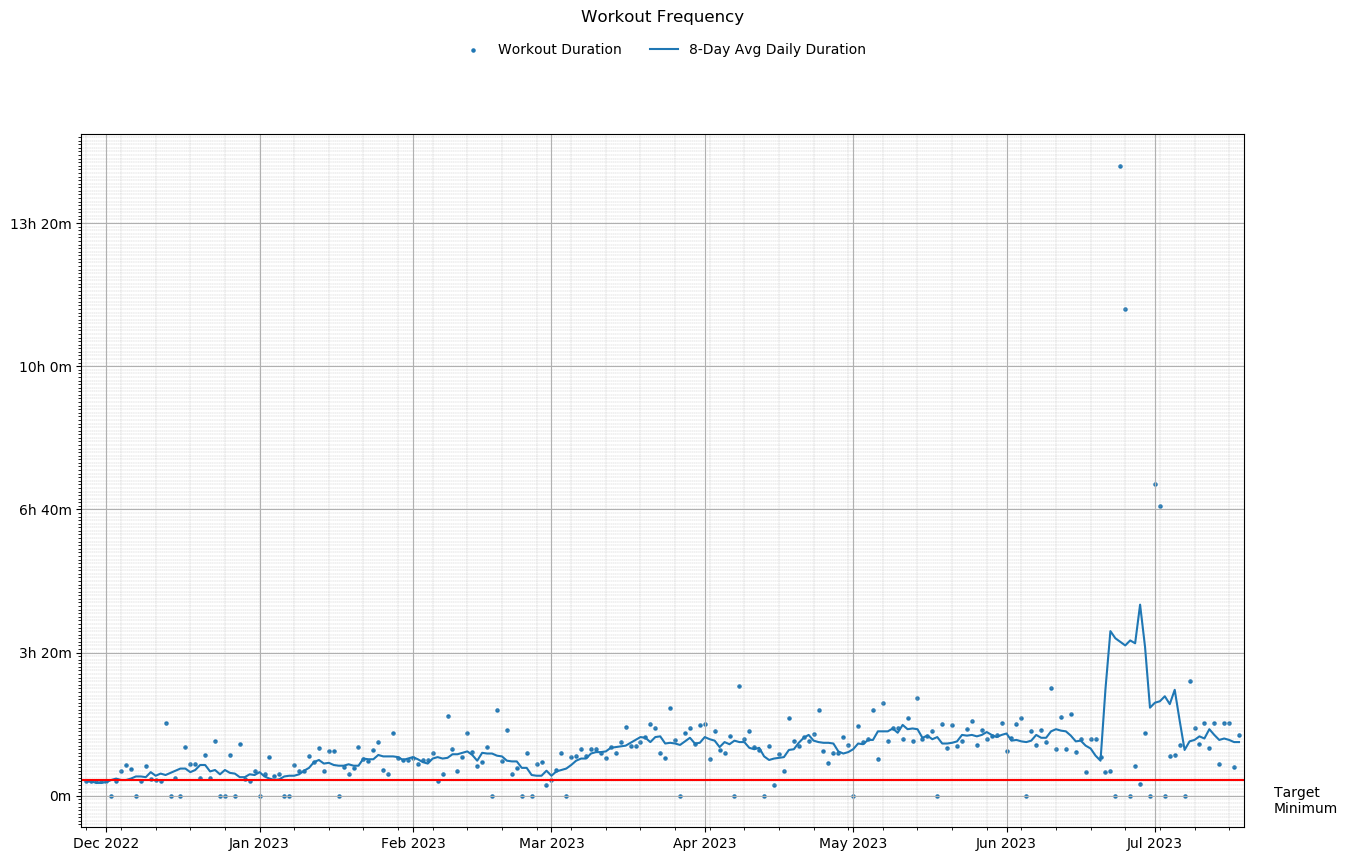 Workout Frequency
Workout Duration
8-Day Avg Daily Duration
13h 20m
10h 0m
6h 40m
3h 20m
0m
Target
Minimum
Dec 2022
Jan 2023
Feb 2023
Mar 2023
Apr 2023
May 2023
Jun 2023
Jul 2023